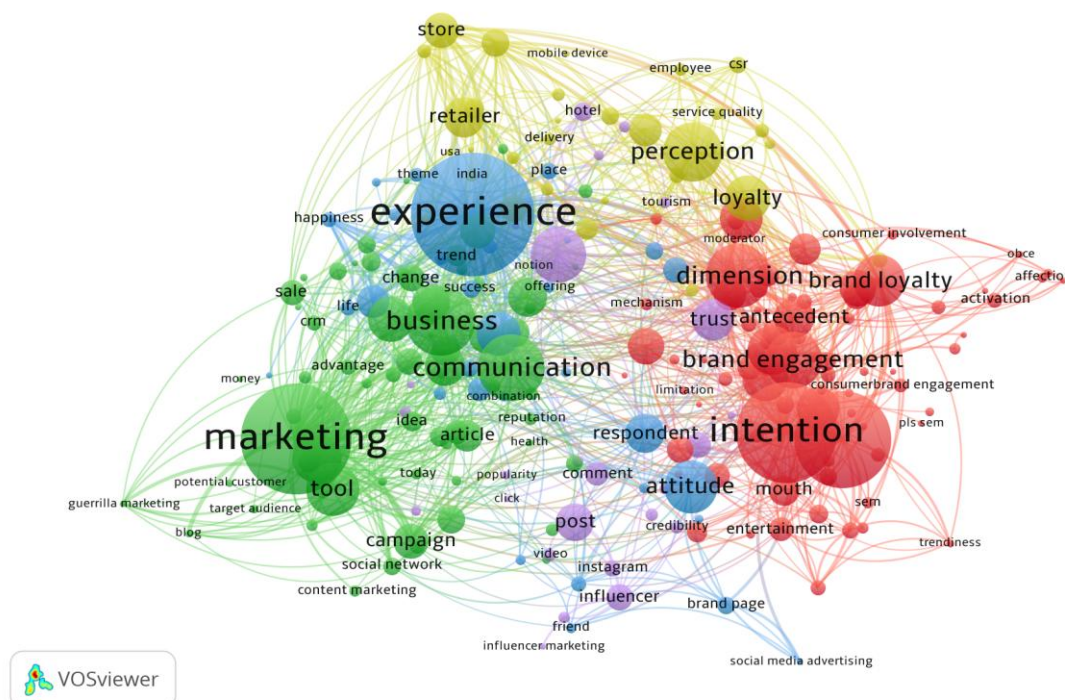 store
mobile device
employee
csr
hotel
service quality
retailer
delivery
perception
usa
theme
india
place
loyalty
tourism
experience
happiness
consumer involvement
moderator
obce
trend
notion
change
success
offering
dimension
brand loyalty
affection
sale
life
mechanism
activation
crm
business
trust
antecedent
advantage
communication
brand engagement
money
combination
limitation
consumerbrand engagement
idea
reputation
pls sem
marketing
article
health
respondent
intention
today
popularity
comment
potential customer
tool
click
attitude
mouth
guerrilla marketing
target audience
sem
blog
post
credibility
entertainment
campaign
trendiness
video
social network
instagram
content marketing
influencer
brand page
friend
influencer marketing
social media advertising
VOSviewer